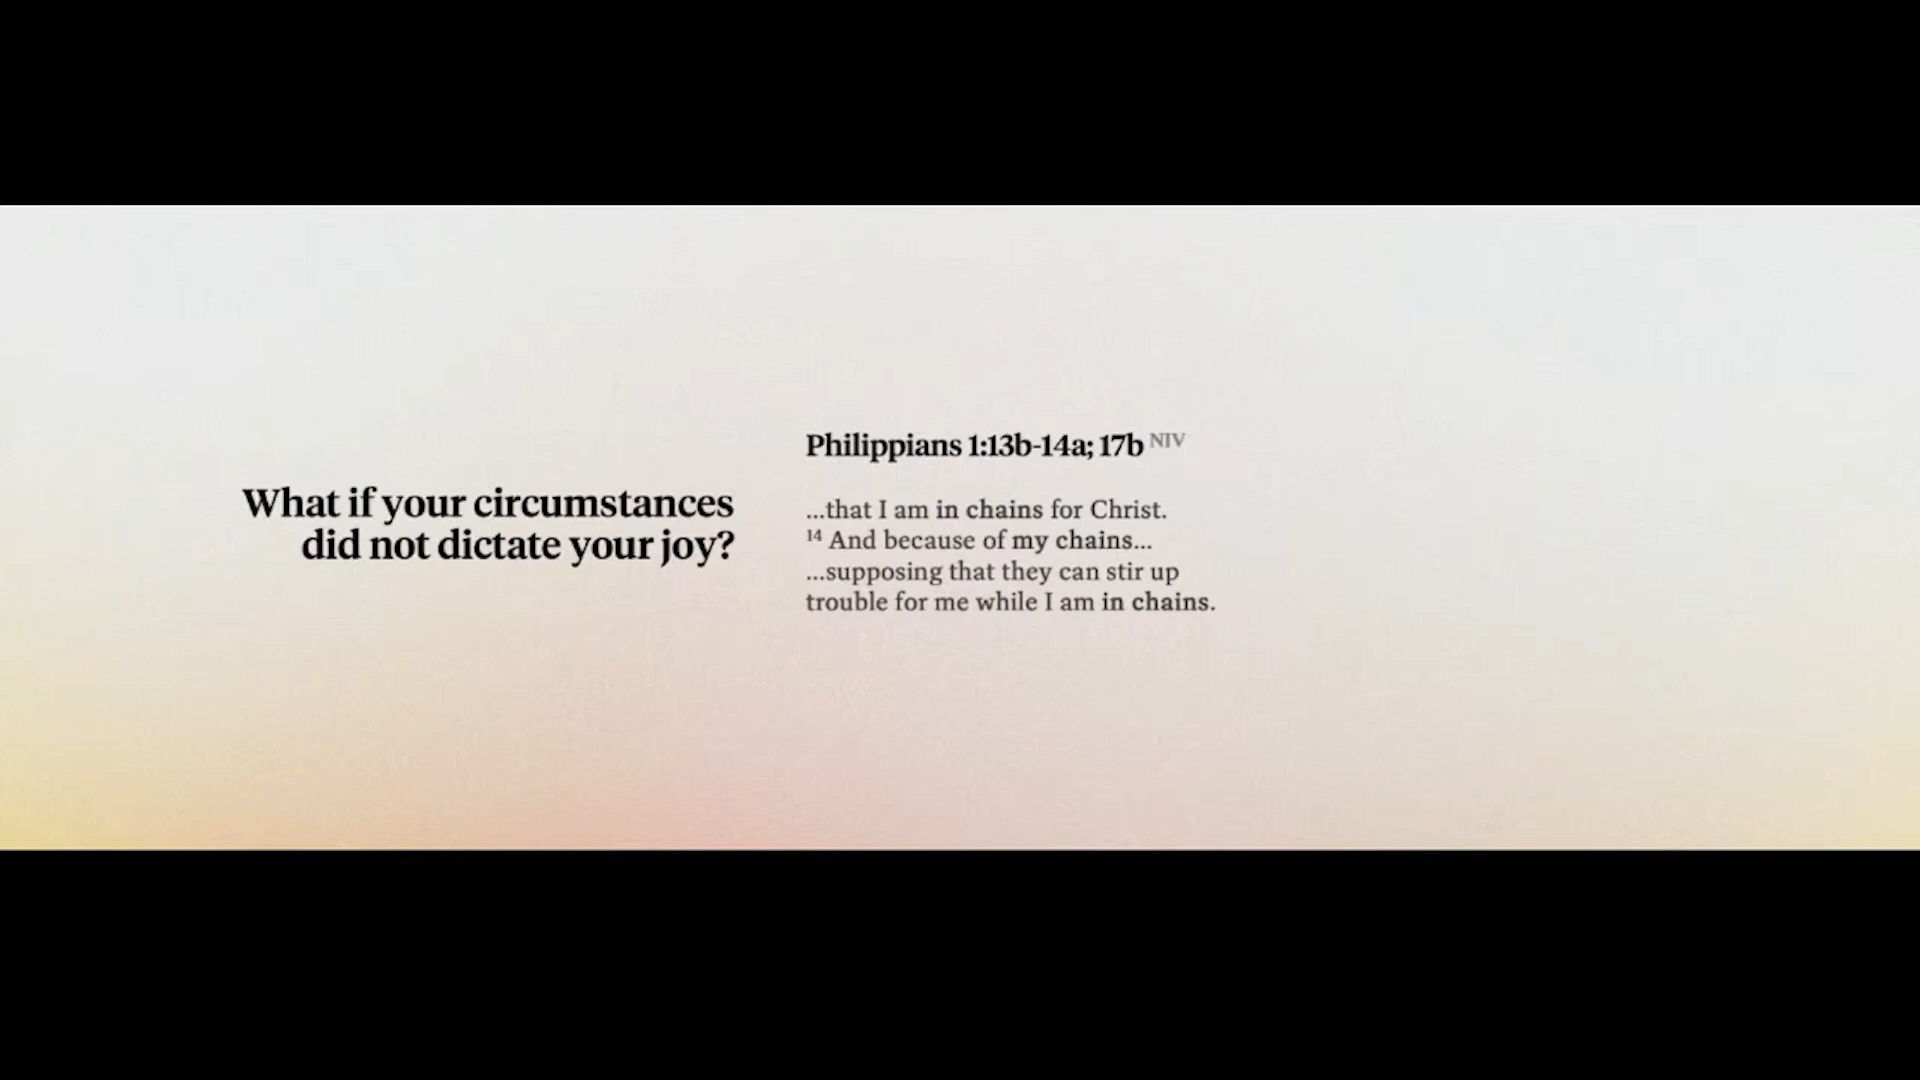 What if your circumstances
did not dictate your joy?
Philippians 1:13b-14a; 17b NIV
...that I am in chains for Christ.
14 And because of my chains...
...supposing that they can stir up
trouble for me while I am in chains.